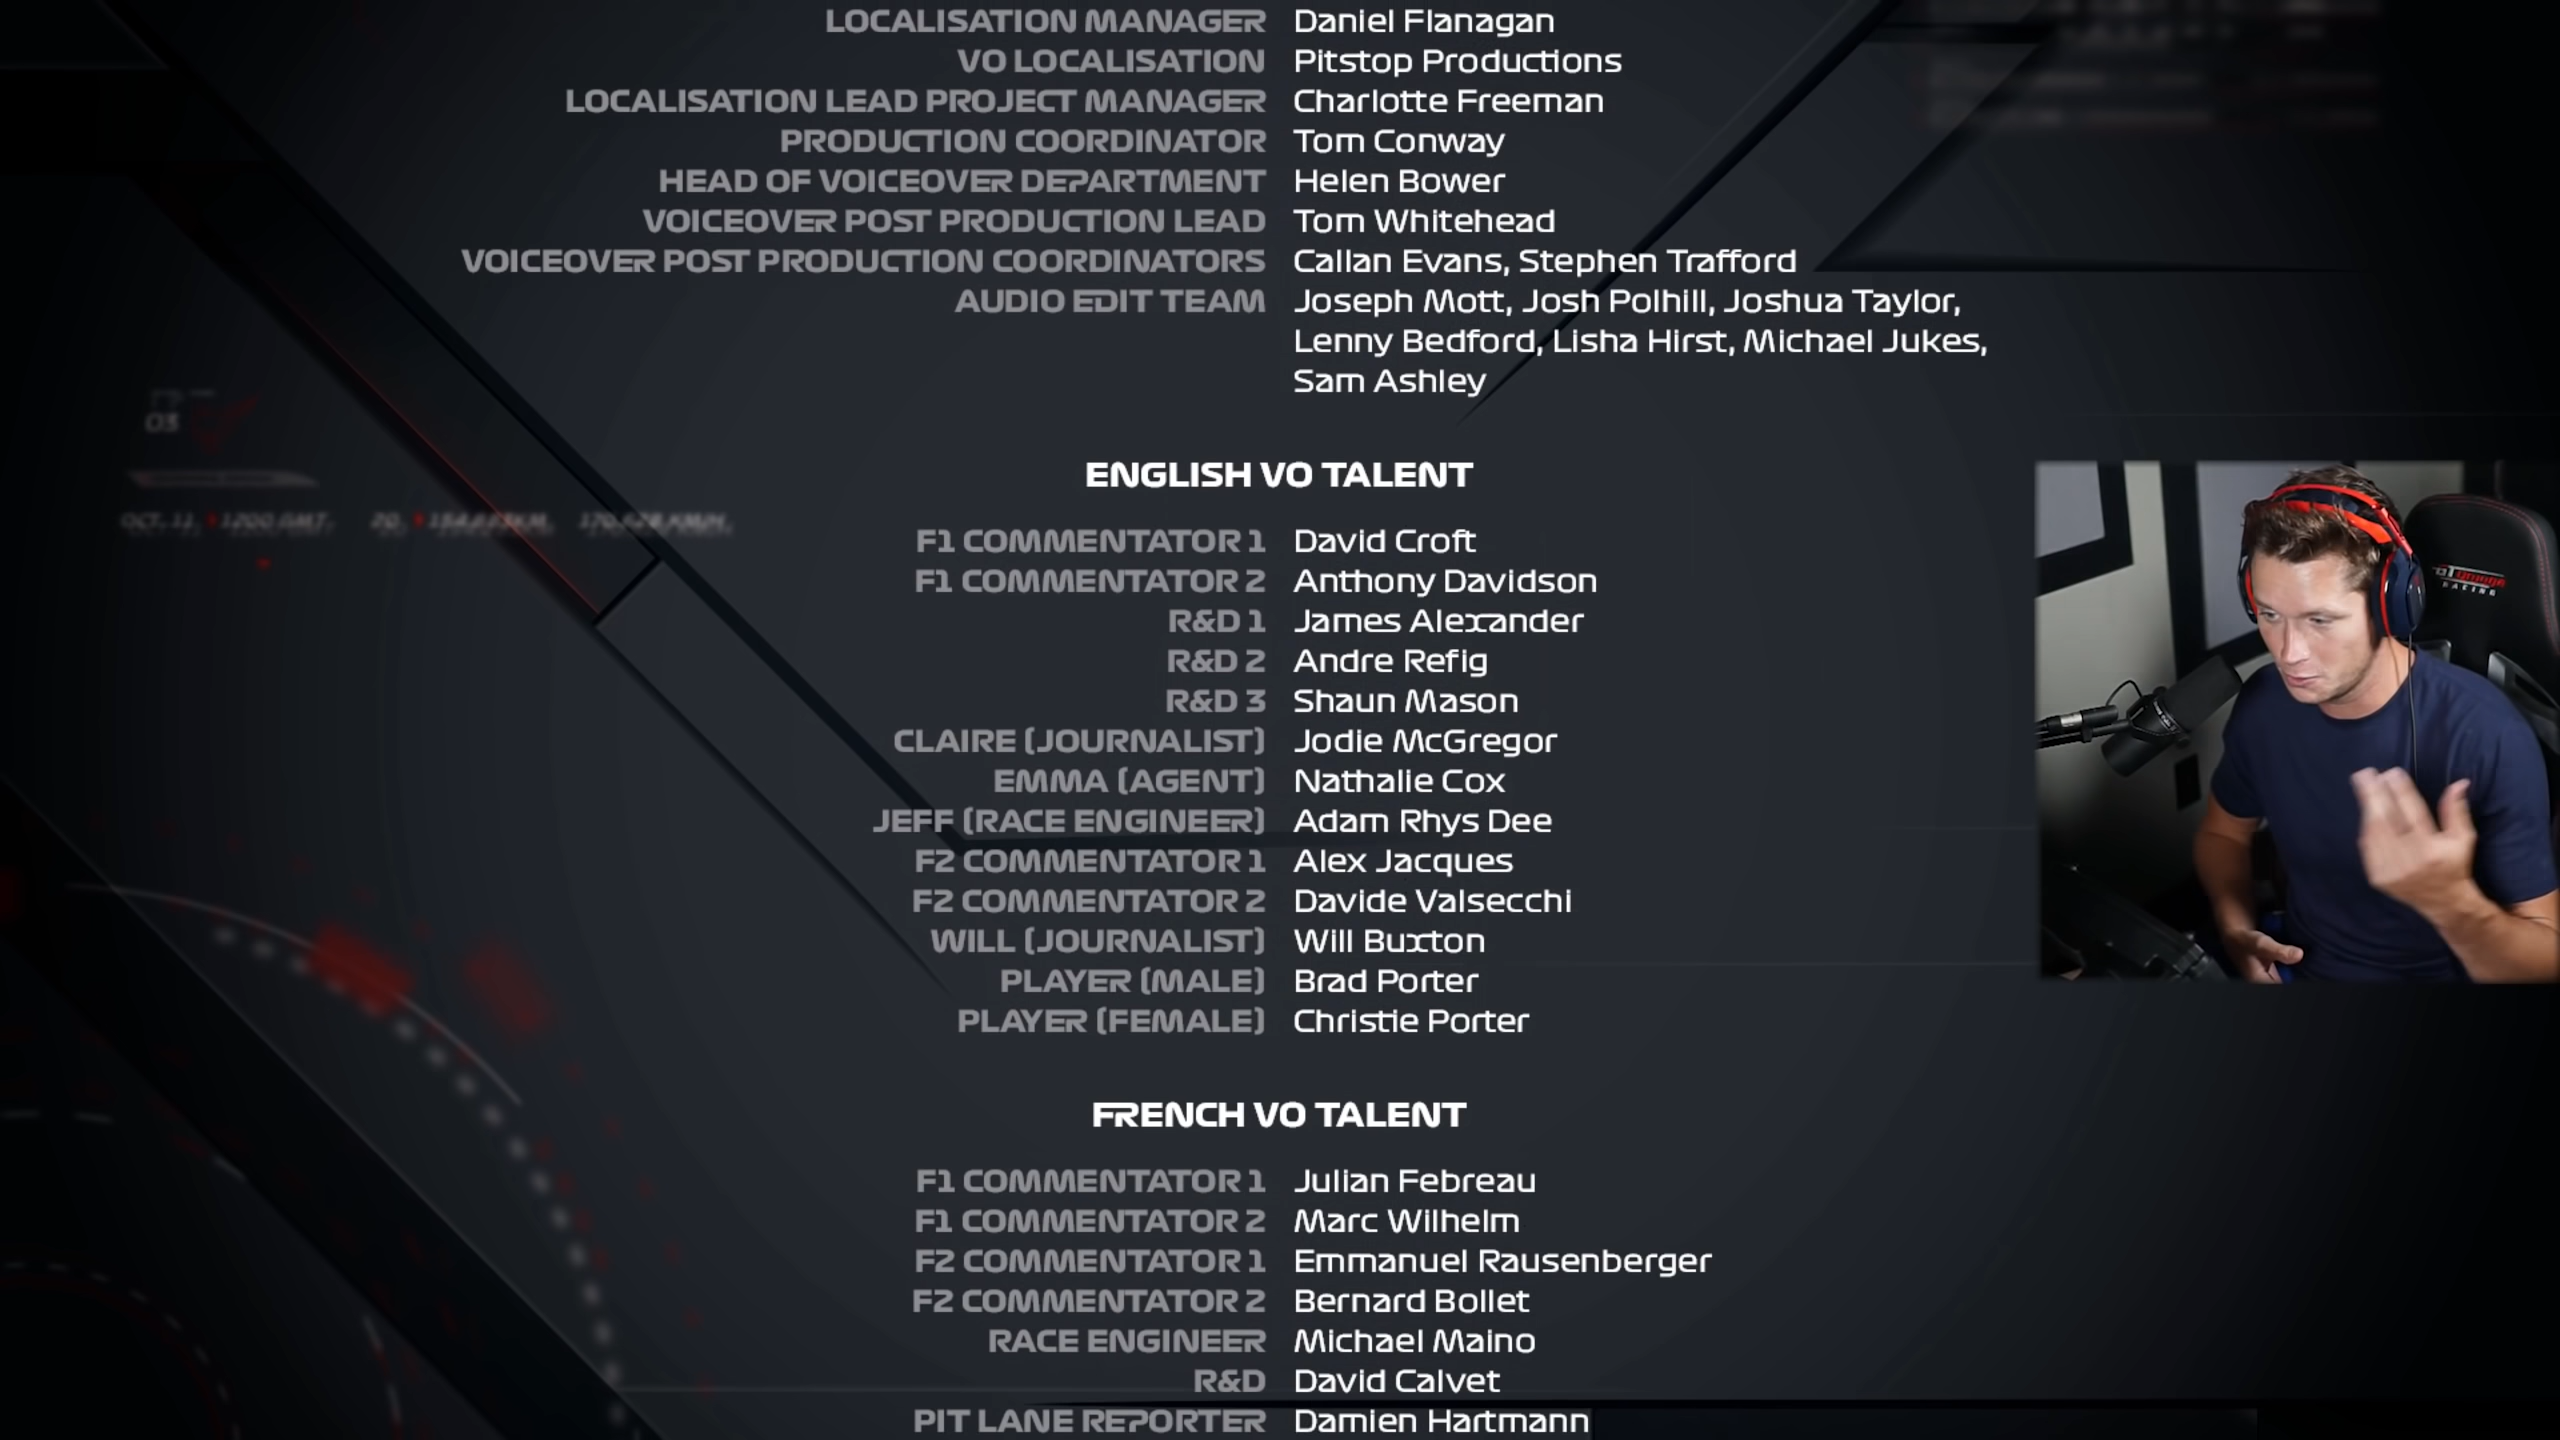 LOCALISATION MANAGER Daniel Flanagan
VO LOCALISATION Pitstop Productions
LOCALISATION LEAD PROJECT MANAGER Charlotte Freeman
PRODUCTION COORDINATOR Tom Conway
HEAD OF VOICEOVER DEPARTMENT Helen Bower
VOICEOVER POST PRODUCTION LEAD Tom Whitehead
VOICEOVER POST PRODUCTION COORDINATORS Callan Evans, Stephen Trafford
AUDIO EDIT TEAM Joseph Mott, Josh Polhill, Joshua Taylor,
Lenny Bedford, Lisha Hirst, Michael Jukes,
Sam Ashley
03
ENGLISH VO TALENT
OCT. 11 1200 GMT
F1 COMMENTATOR 1 David Croft
F1 COMMENTATOR 2 Anthony Davidson
RACING
R&D 1 James Alexander
R&D 2 Andre Refig
R&D 3 Shaun Mason
CLAIRE (JOURNALIST) Jodie McGregor
EMMA (AGENT) Nathalie Cox
JEFF (RACE ENGINEER) Adam Rhys Dee
F2 COMMENTATOR 1 Alex Jacques
F2 COMMENTATOR 2 Davide Valsecchi
WILL (JOURNALIST) Will Buxton
PLAYER (MALE) Brad Porter
PLAYER (FEMALE) Christie Porter
FRENCH VO TALENT
F1 COMMENTATOR 1 Julian Febreau
F1 COMMENTATOR 2 Marc Wilhelm
F2 COMMENTATOR 1 Emmanuel Rausenberger
F2 COMMENTATOR 2 Bernard Bollet
RACE ENGINEER Michael Maino
R&D David Calvet
PIT LANE REPORTER Damien Hartmann